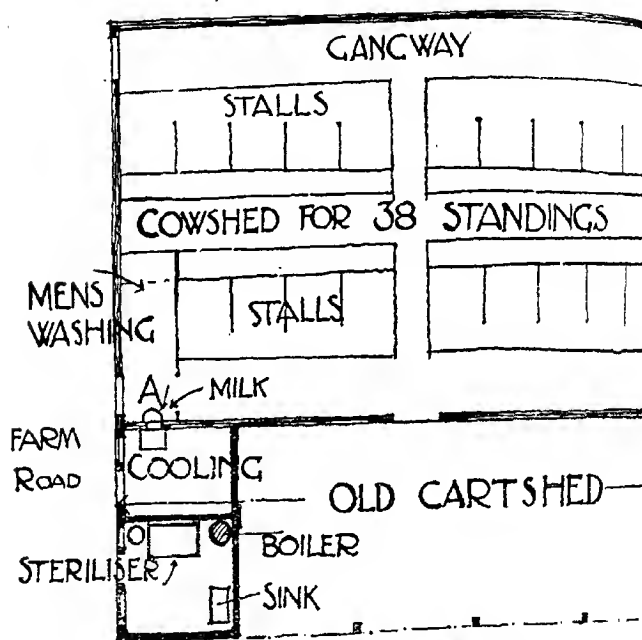 GANGWAY
STALLS
COWSHED FOR 38 STANDINGS
MENS
WASHING
STALLS
A
MILK
FARM
ROAD
COOLING
OLD CARTSHED
BOILER
STERILISER
SINK